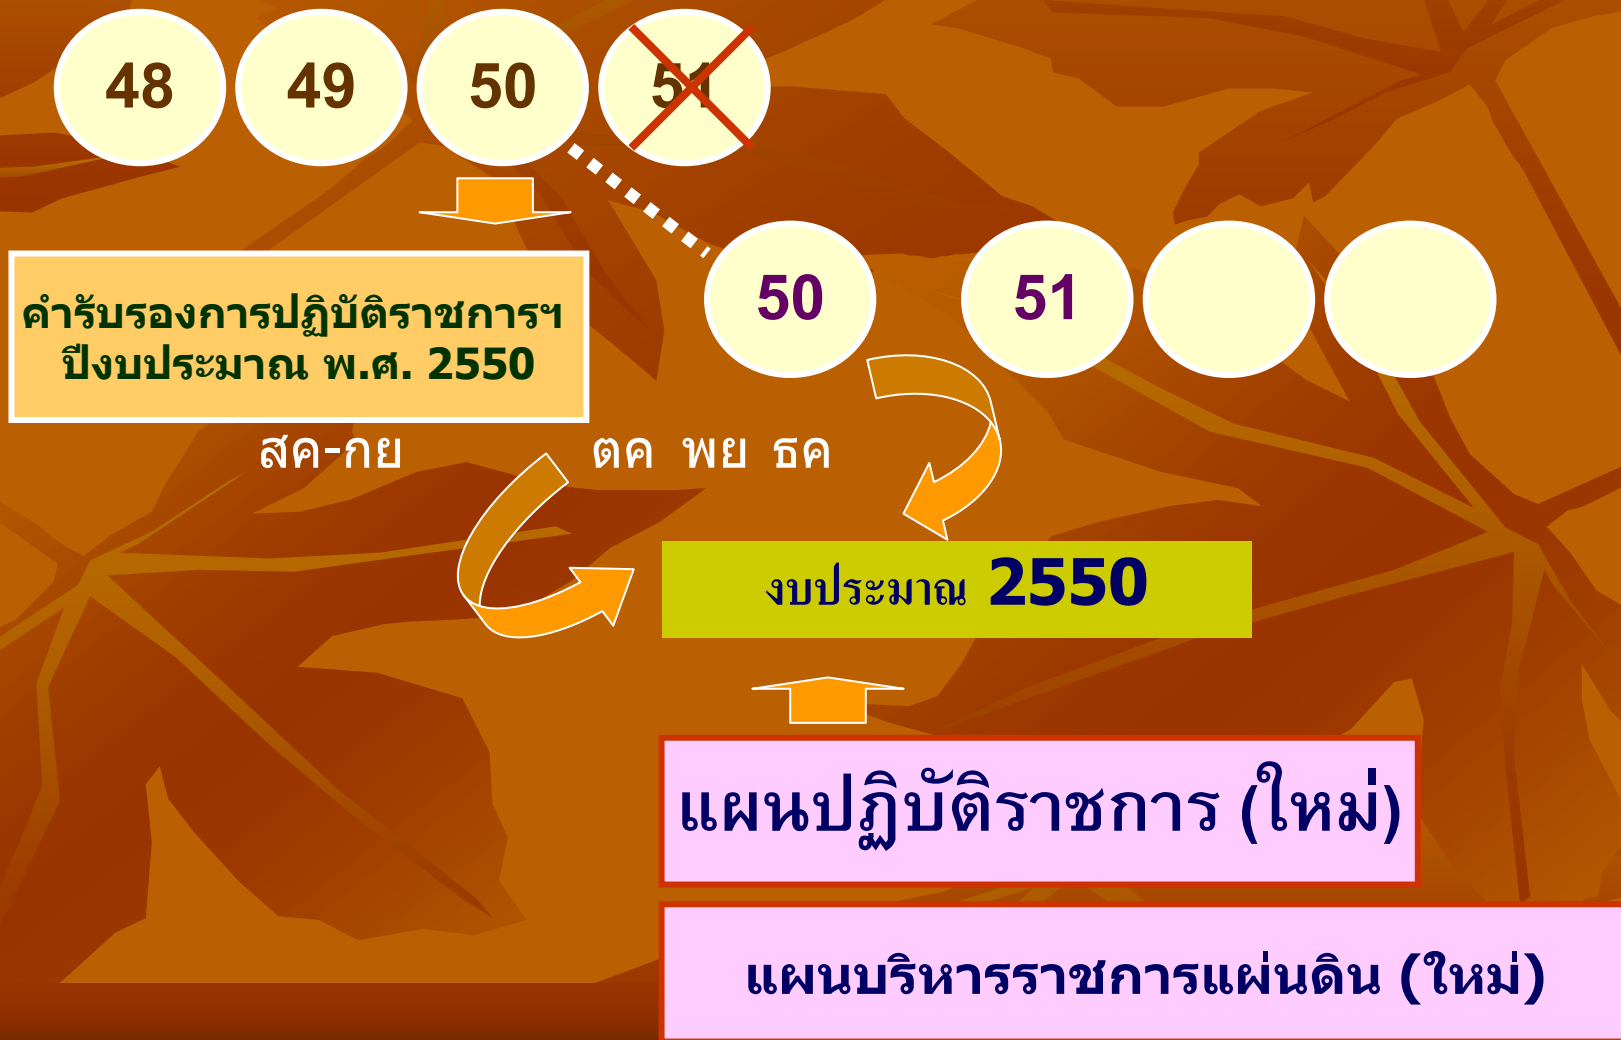 48 49 50 51
50 51
คำรับรองการปฏิบัติราชการฯ
ปีงบประมาณ พ.ศ. 2550
สค-กย ตค พย ธค
งบประมาณ 2550
แผนปฏิบัติราชการ (ใหม่)
แผนบริหารราชการแผ่นดิน (ใหม่)